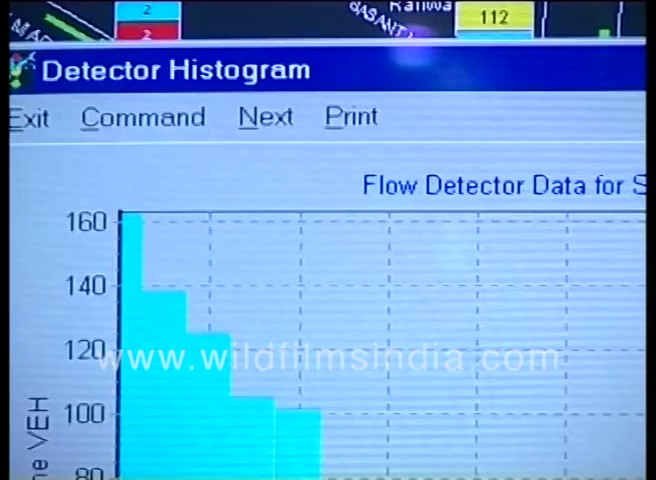 2
2
112
Detector Histogram
Exit Command Next Print
Flow Detector Data for
160
140
120
www.wildfilmsindia.com
100
80
VEH